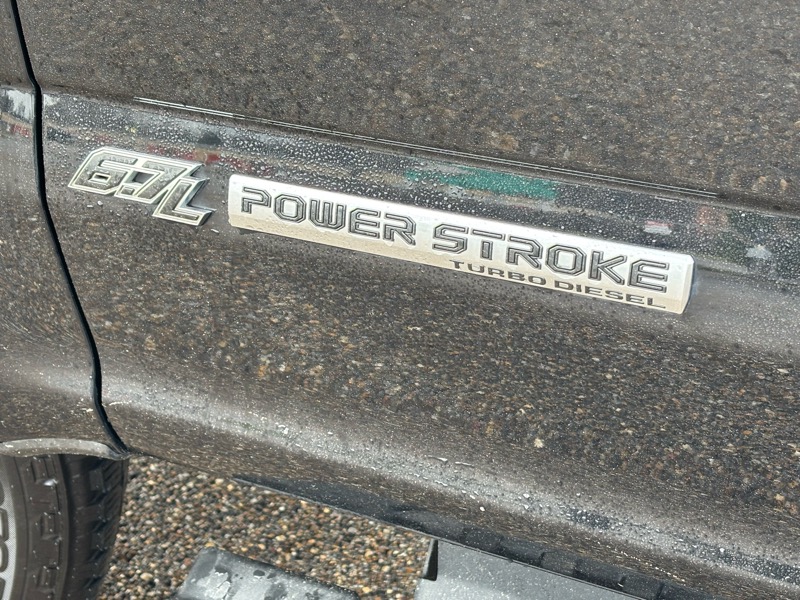 6.7L
POWER STROKE
TURBO DIESEL